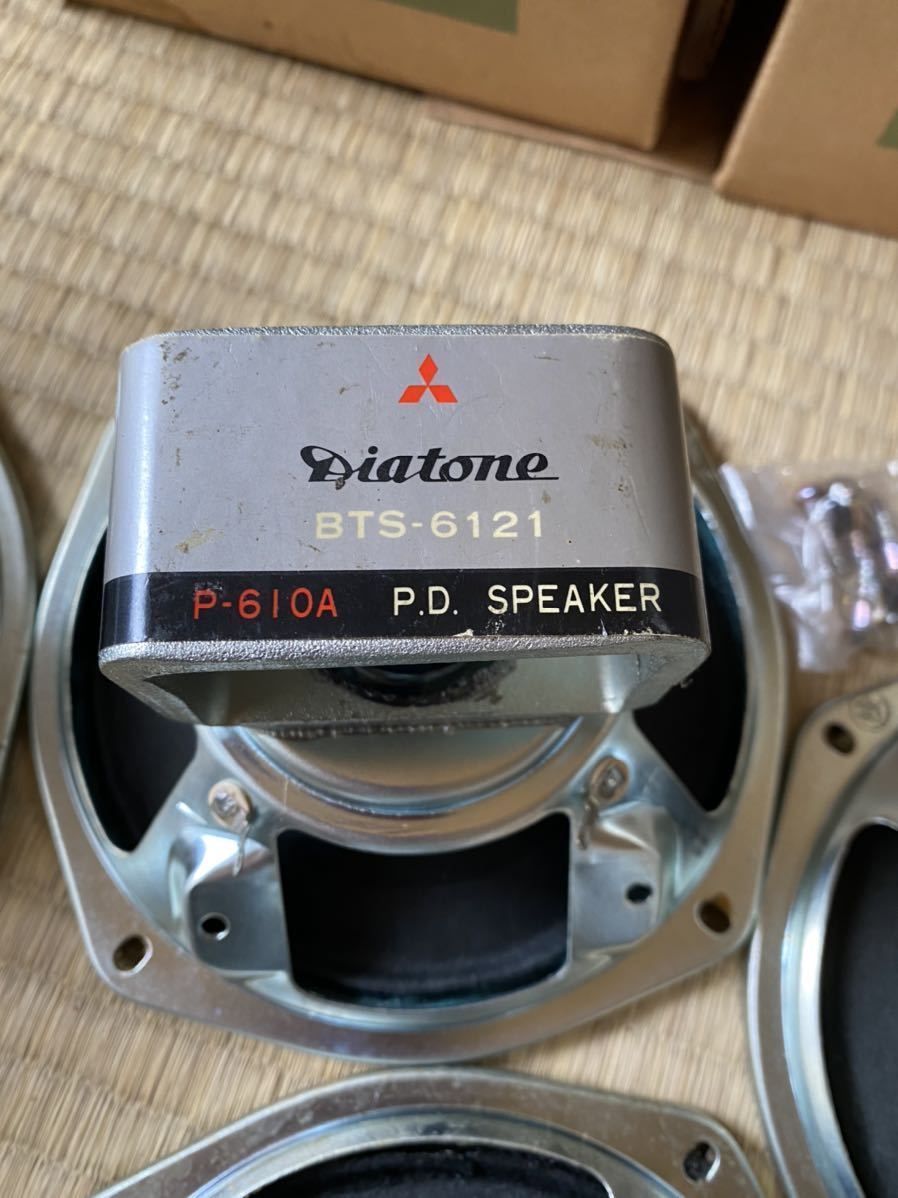 Diatone
BTS-6121
P-610A P.D. SPEAKER